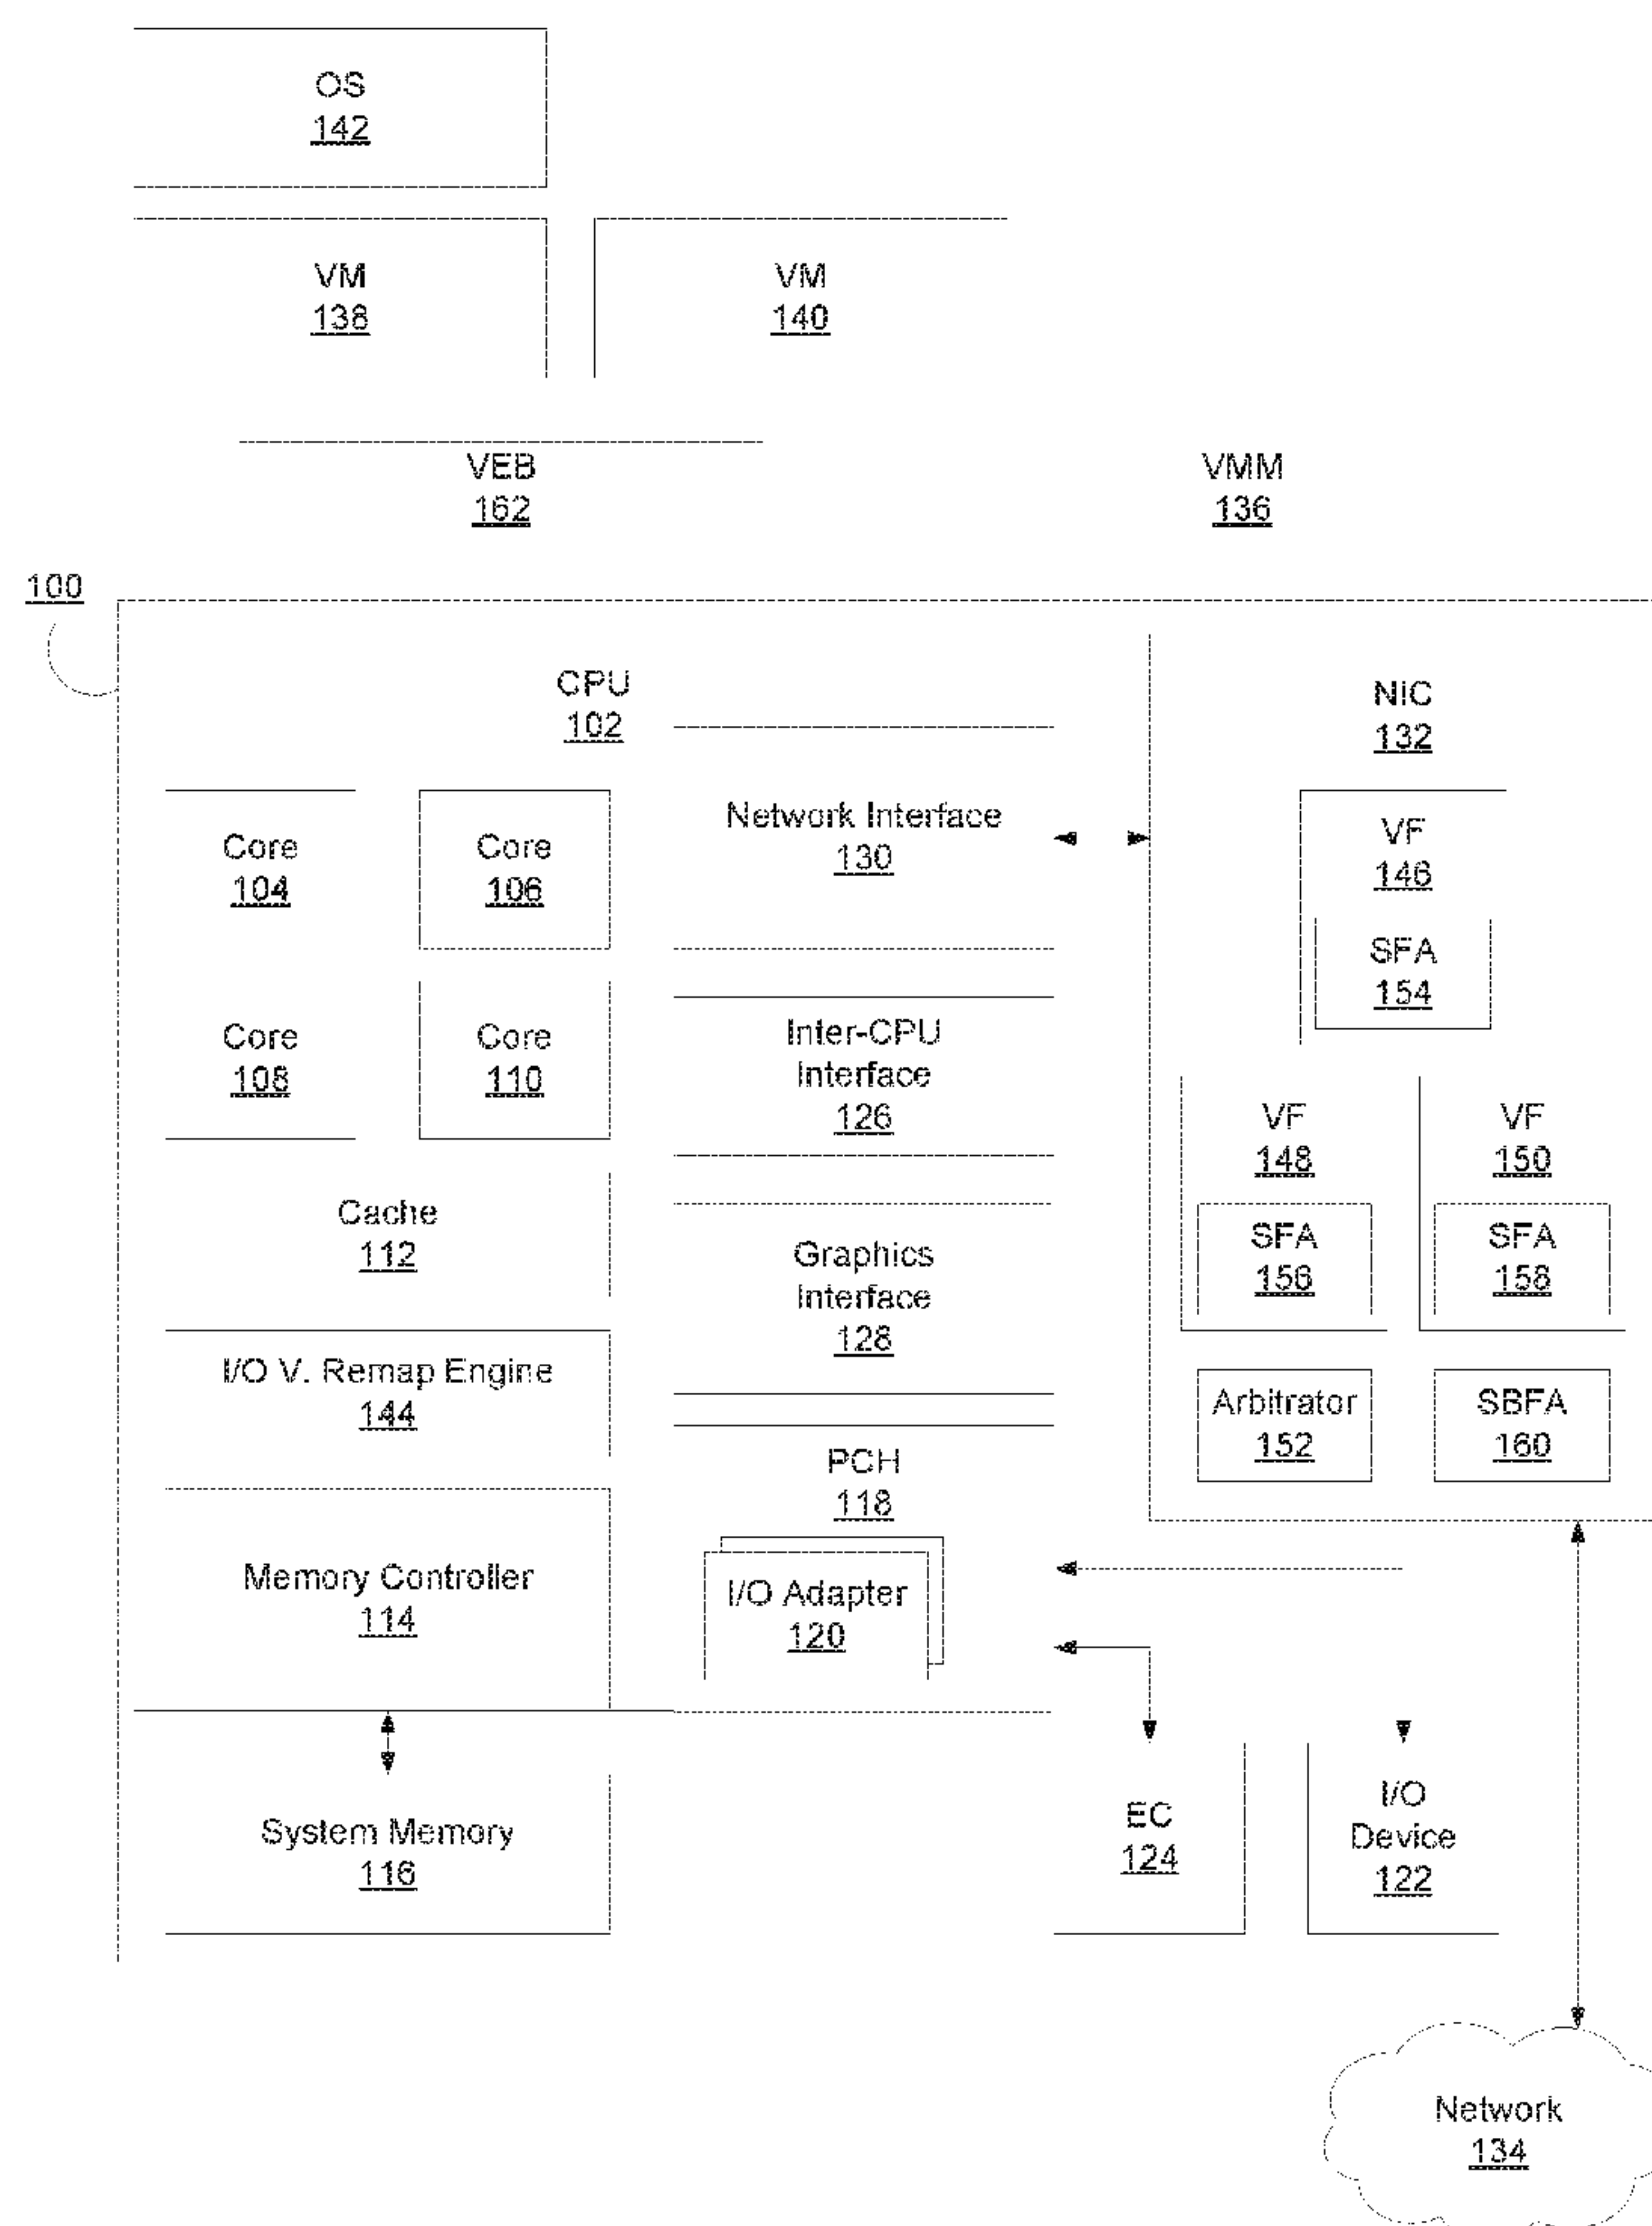 OS
142
VM
138
VM
140
VEB
162
VMM
136
100
CPU
102
NIC
132
Core
104
Core
106
Network Interface
130
VF
146
SFA
154
Core
108
Core
110
Inter-CPU
Interface
126
VF
148
VF
150
SFA
156
SFA
158
Cache
112
Graphics
Interface
128
I/O V. Remap Engine
144
Arbitrator
152
SBFA
160
PCH
118
Memory Controller
114
I/O Adapter
120
System Memory
116
EC
124
I/O
Device
122
Network
134